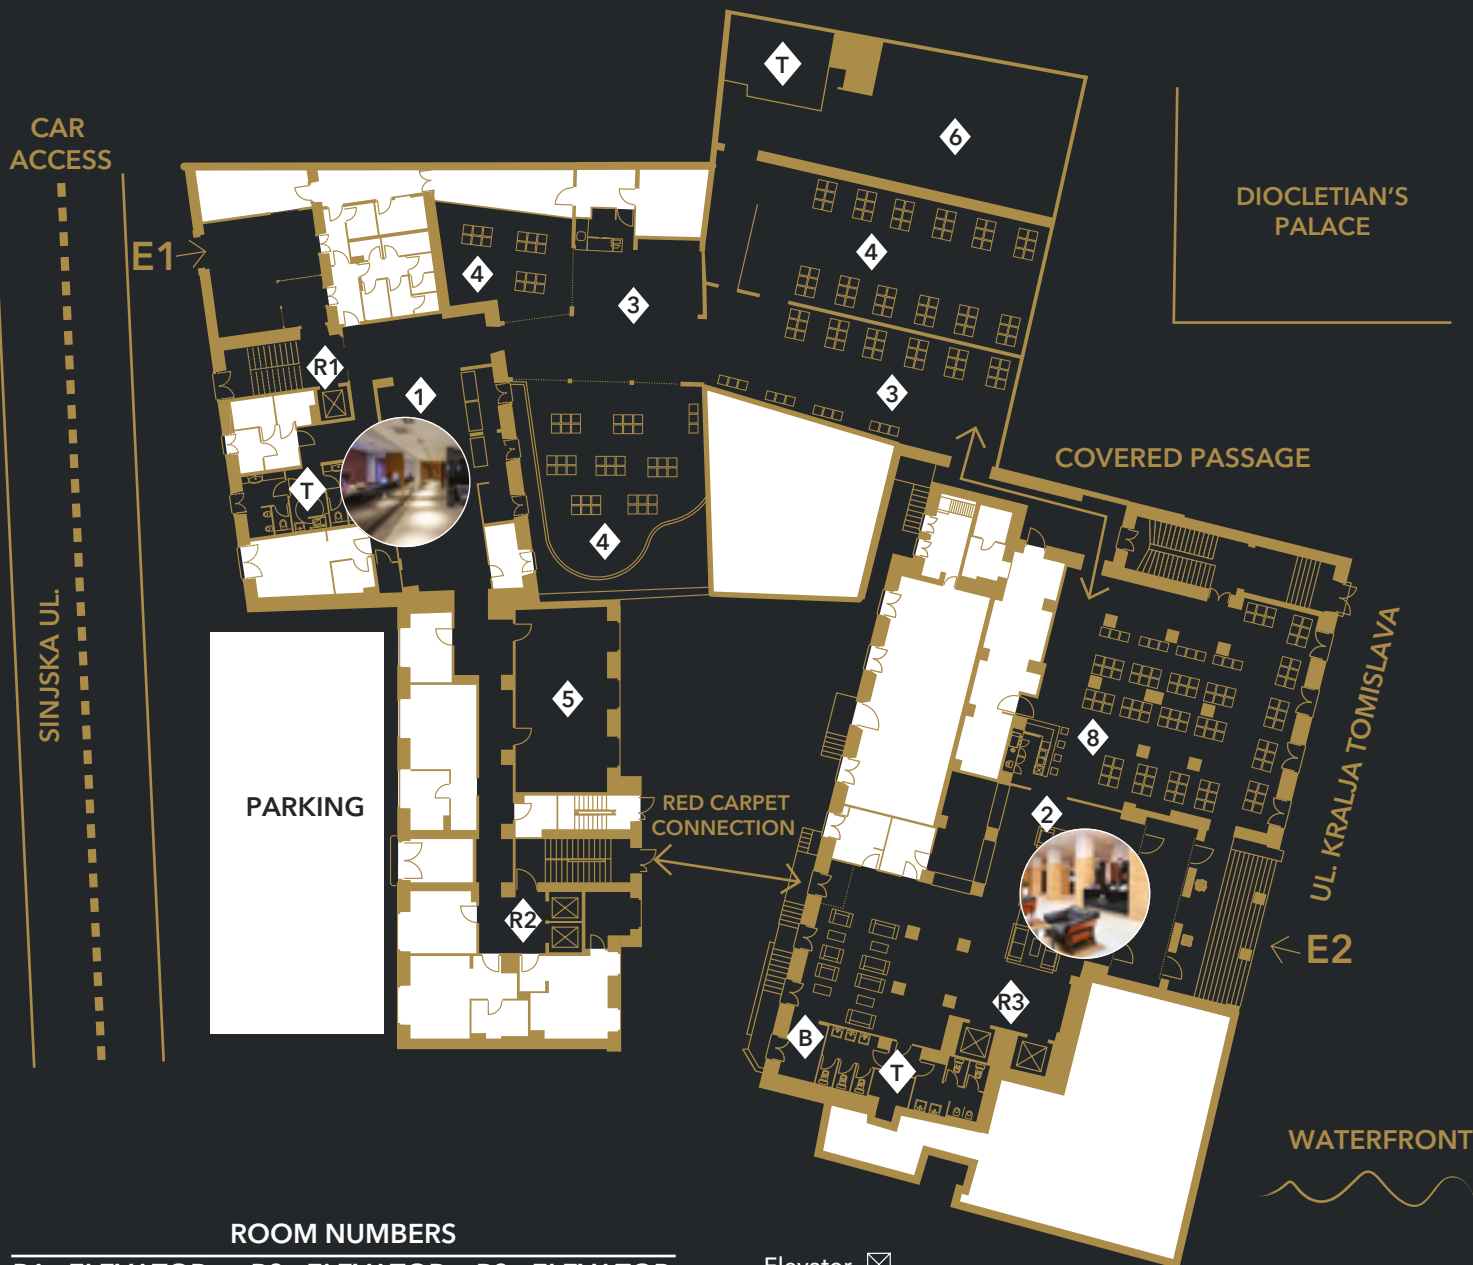 CAR
ACCESS
T
6
DIOCLETIAN'S
PALACE
E1
4
4
3
R1
1
3
COVERED PASSAGE
T
4
SINJSKA UL.
UL. KRALJA TOMISLAVA
5
8
PARKING
RED CARPET
CONNECTION
2
R2
E2
R3
B
T
WATERFRONT
ROOM NUMBERS
Elevator